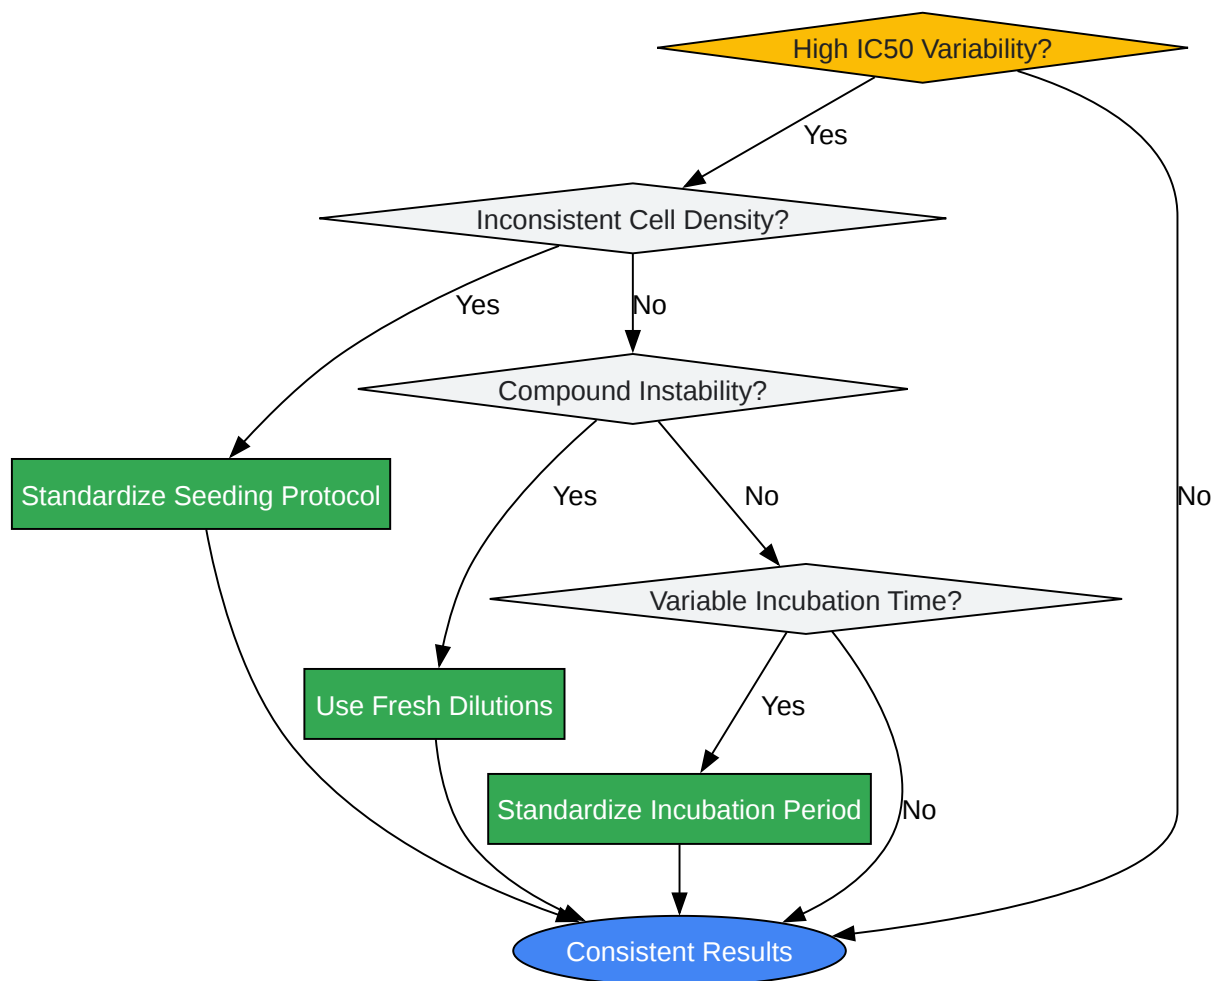 High IC50 Variability?
Yes
Inconsistent Cell Density?
Yes
No
Compound Instability?
Standardize Seeding Protocol
Yes
No
No
Variable Incubation Time?
Use Fresh Dilutions
Yes
Standardize Incubation Period
No
Consistent Results